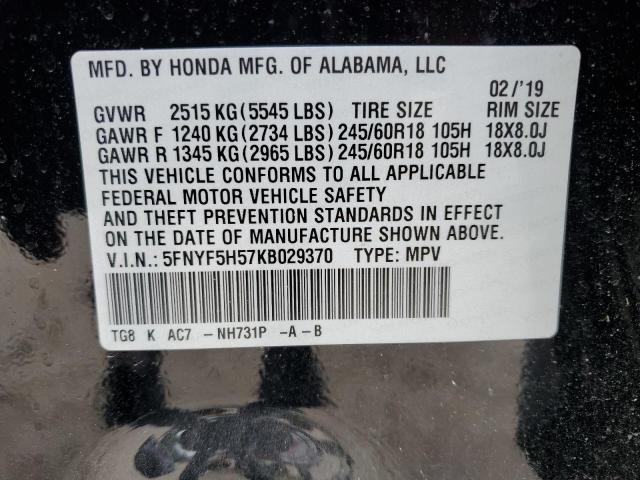 MFD. BY HONDA MFG. OF ALABAMA, LLC
02/'19
GVWR 2515 KG(5545 LBS) TIRE SIZE RIM SIZE
GAWR F 1240 KG(2734 LBS) 245/60R18 105H 18X8.0J
GAWR R 1345 KG(2965 LBS) 245/60R18 105H 18X8.0J
THIS VEHICLE CONFORMS TO ALL APPLICABLE
FEDERAL MOTOR VEHICLE SAFETY
AND THEFT PREVENTION STANDARDS IN EFFECT
ON THE DATE OF MANUFACTURE SHOWN ABOVE.
V.I.N.: 5FNYF5H57KB029370 TYPE: MPV
TG8 K AC7 -NH731P -A-B